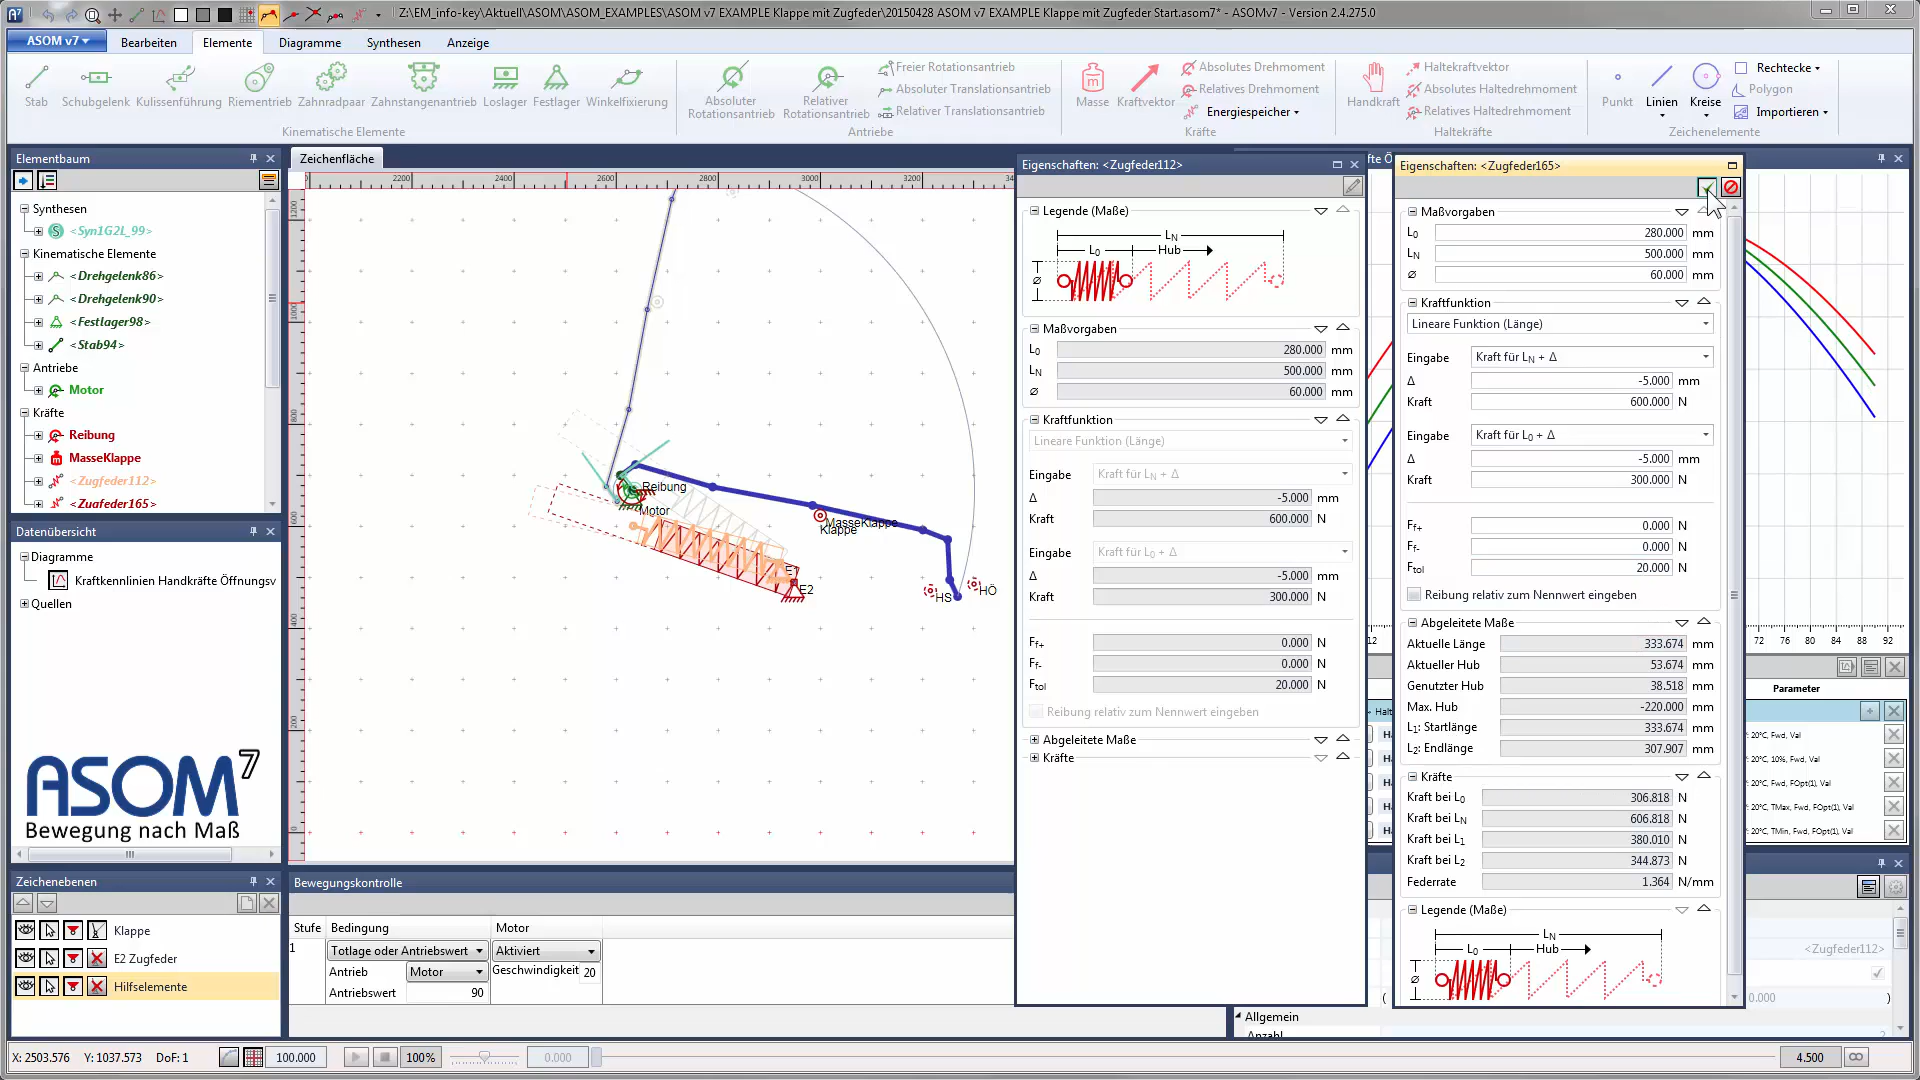 Z:\EM_info-key\Aktuell\ASOM\ASOM_EXAMPLES\ASOM v7 EXAMPLE Klappe mit Zugfeder\20150428 ASOM v7 EXAMPLE Klappe mit Zugfeder Start.asom7* - ASOMv7 - Version 2.4.275.0
ASOM v7 Bearbeiten Elemente Diagramme Synthesen Anzeige
Freier Rotationsantrieb Absolutes Drehmoment Haltekraftvektor Rechtecke
Absoluter Translationsantrieb Relatives Drehmoment Absolutes Haltedrehmoment Polygon
Stab Schubgelenk Kulissenführung Riementrieb Zahnradpaar Zahnstangenantrieb Loslager Festlager Winkelfixierung
Absoluter Rotationsantrieb Relativer Rotationsantrieb Relativer Translationsantrieb
Masse Kraftvektor Energiespeicher Handkraft Relatives Haltedrehmoment Punkt Linien Kreise Importieren
Kinematische Elemente Antriebe Kräfte Haltekräfte Zeichenelemente
Elementbaum
Synthesen
<Syn1G2L_99>
Kinematische Elemente
<Drehgelenk86>
<Drehgelenk90>
<Festlager98>
<Stab94>
Antriebe
Motor
Kräfte
Reibung
MasseKlappe
<Zugfeder112>
<Zugfeder165>
Datenübersicht
Diagramme
Kraftkennlinien Handkräfte Öffnungsv
Quellen
ASOM7
Bewegung nach Maß
Zeichenebenen
Klappe
E2 Zugfeder
Hilfselemente
Zeichenfläche
2200 2400 2600 2800 3000 3200 34
1200
1000
800
600
400
200
0
Reibung
Motor
MasseKlappe
Klappe
E1
E2
HS
HÖ
Bewegungskontrolle
Stufe Bedingung Motor
1 Totlage oder Antriebswert Aktiviert
Antrieb Motor Geschwindigkeit 20
Antriebswert 90
Eigenschaften: <Zugfeder112>
Legende (Maße)
LN
L0 Hub
⌀
Maßvorgaben
L0 280.000 mm
LN 500.000 mm
⌀ 60.000 mm
Kraftfunktion
Lineare Funktion (Länge)
Eingabe Kraft für LN + Δ
Δ -5.000 mm
Kraft 600.000 N
Eingabe Kraft für L0 + Δ
Δ -5.000 mm
Kraft 300.000 N
Ff+ 0.000 N
Ff- 0.000 N
Ftol 20.000 N
Reibung relativ zum Nennwert eingeben
Abgeleitete Maße
Kräfte
fte Ö
Eigenschaften: <Zugfeder165>
Maßvorgaben
L0 280.000 mm
LN 500.000 mm
⌀ 60.000 mm
Kraftfunktion
Lineare Funktion (Länge)
Eingabe Kraft für LN + Δ
Δ -5.000 mm
Kraft 600.000 N
Eingabe Kraft für L0 + Δ
Δ -5.000 mm
Kraft 300.000 N
Ff+ 0.000 N
Ff- 0.000 N
Ftol 20.000 N
Reibung relativ zum Nennwert eingeben
Abgeleitete Maße
Aktuelle Länge 333.674 mm
Aktueller Hub 53.674 mm
Genutzter Hub 38.518 mm
Max. Hub -220.000 mm
L1: Startlänge 333.674 mm
L2: Endlänge 307.907 mm
Kräfte
Kraft bei L0 306.818 N
Kraft bei LN 606.818 N
Kraft bei L1 380.010 N
Kraft bei L2 344.873 N
Federrate 1.364 N/mm
Legende (Maße)
LN
L0 Hub
⌀
12
72 76 80 84 88 92
Parameter
Halt
: 20°C, Fwd, Val
: 20°C, 10%, Fwd, Val
: 20°C, Fwd, FOpt(1), Val
: 20°C, TMax, Fwd, FOpt(1), Val
: 20°C, TMin, Fwd, FOpt(1), Val
<Zugfeder112>
( 0.000 )
Allgemein
Anzahl 2
X: 2503.576 Y: 1037.573 DoF: 1 100.000 100% 0.000 4.500